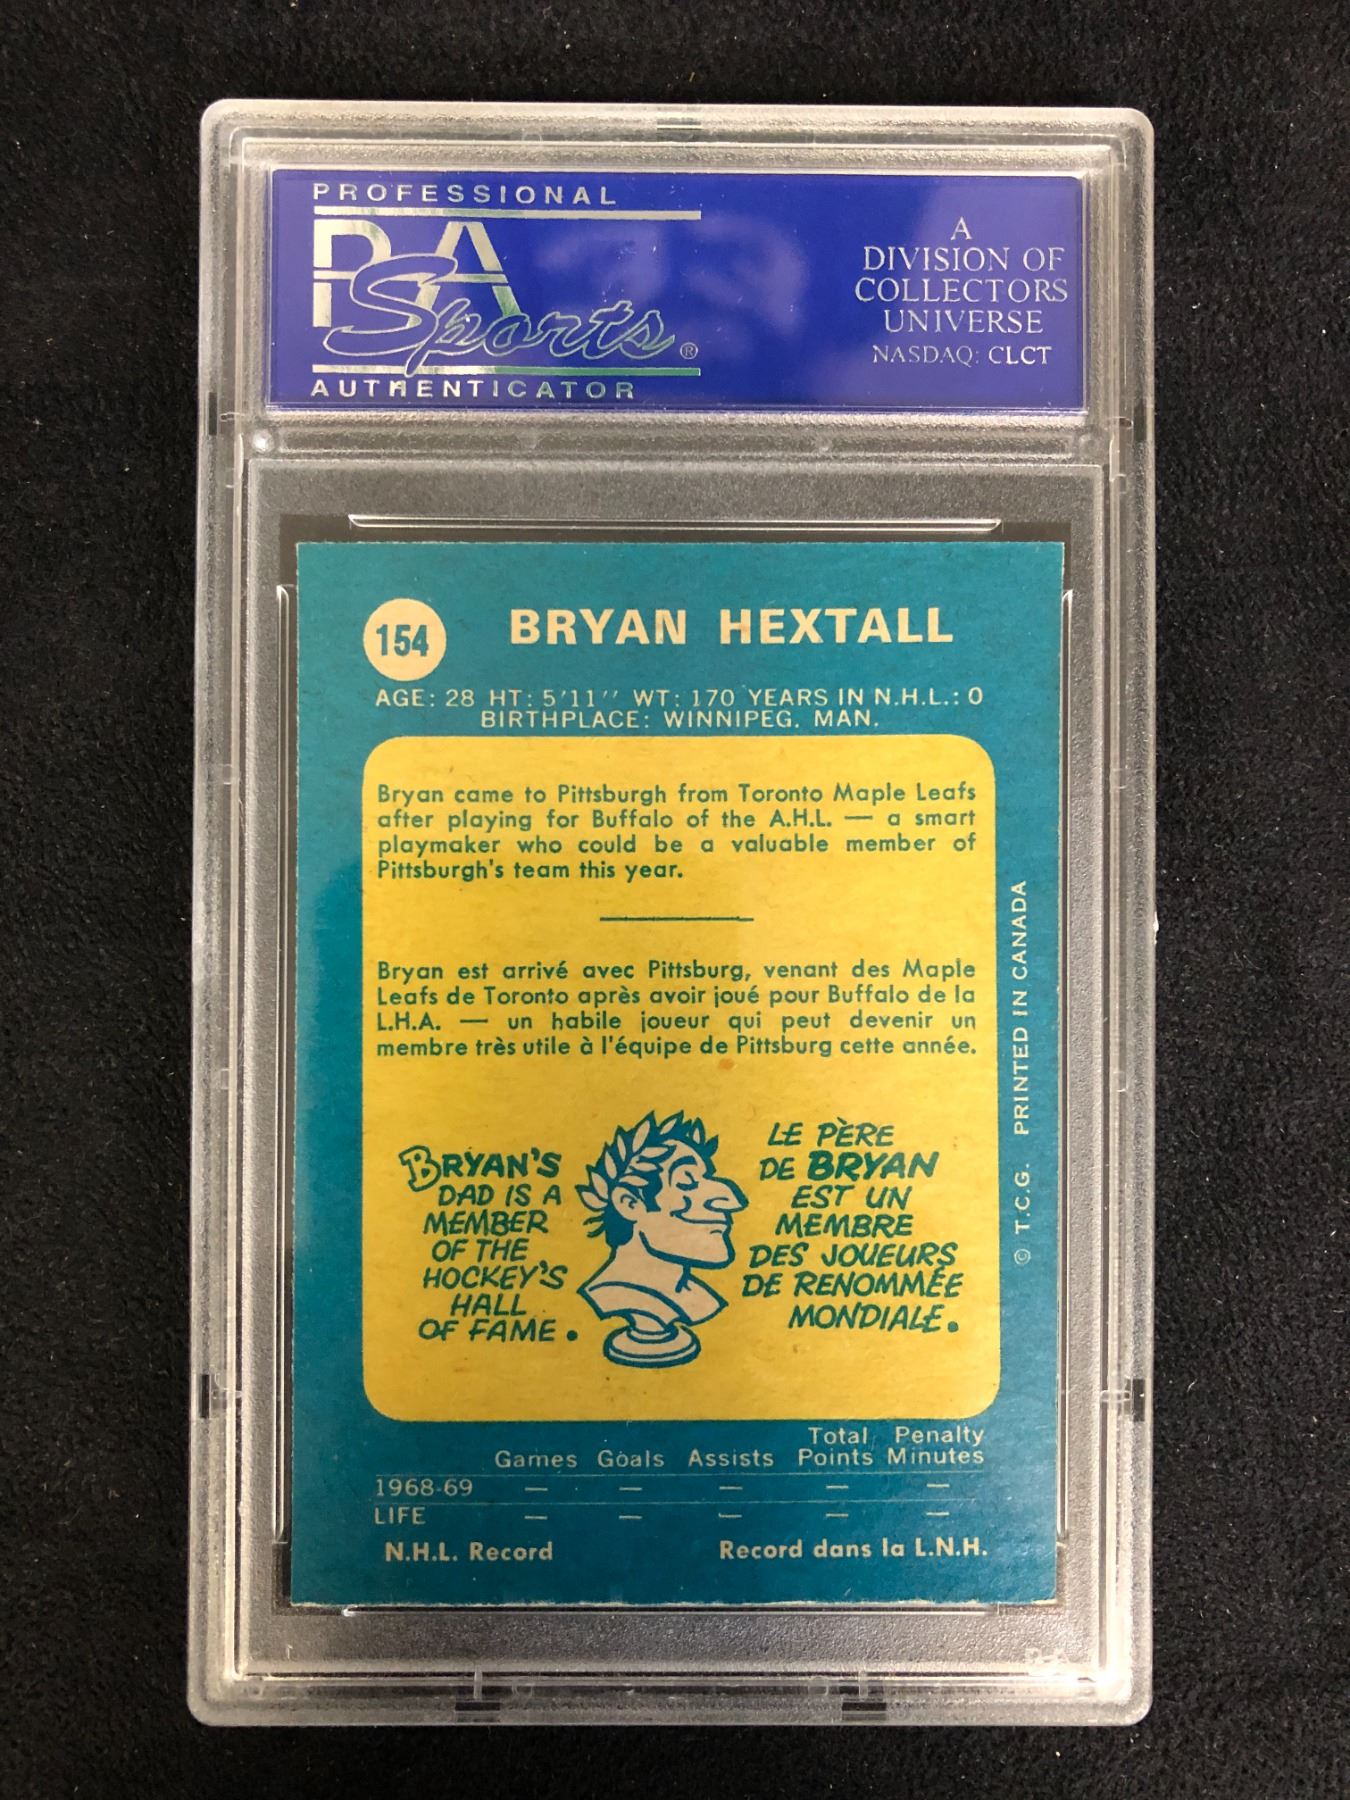 PROFESSIONAL
PSA
Sports®
AUTHENTICATOR
A
DIVISION OF
COLLECTORS
UNIVERSE
NASDAQ: CLCT
154
BRYAN HEXTALL
AGE: 28 HT: 5'11'' WT: 170 YEARS IN N.H.L.: 0
BIRTHPLACE: WINNIPEG, MAN.
Bryan came to Pittsburgh from Toronto Maple Leafs
after playing for Buffalo of the A.H.L. — a smart
playmaker who could be a valuable member of
Pittsburgh's team this year.
Bryan est arrivé avec Pittsburg, venant des Maple
Leafs de Toronto après avoir joué pour Buffalo de la
L.H.A. — un habile joueur qui peut devenir un
membre très utile à l'équipe de Pittsburg cette année.
BRYAN'S
DAD IS A
MEMBER
OF THE
HOCKEY'S
HALL
OF FAME.
LE PÈRE
DE BRYAN
EST UN
MEMBRE
DES JOUEURS
DE RENOMMÉE
MONDIALE.
© T.C.G. PRINTED IN CANADA
Games Goals Assists Total Points Penalty Minutes
1968-69 — — — — —
LIFE — — — — —
N.H.L. Record Record dans la L.N.H.
PSA